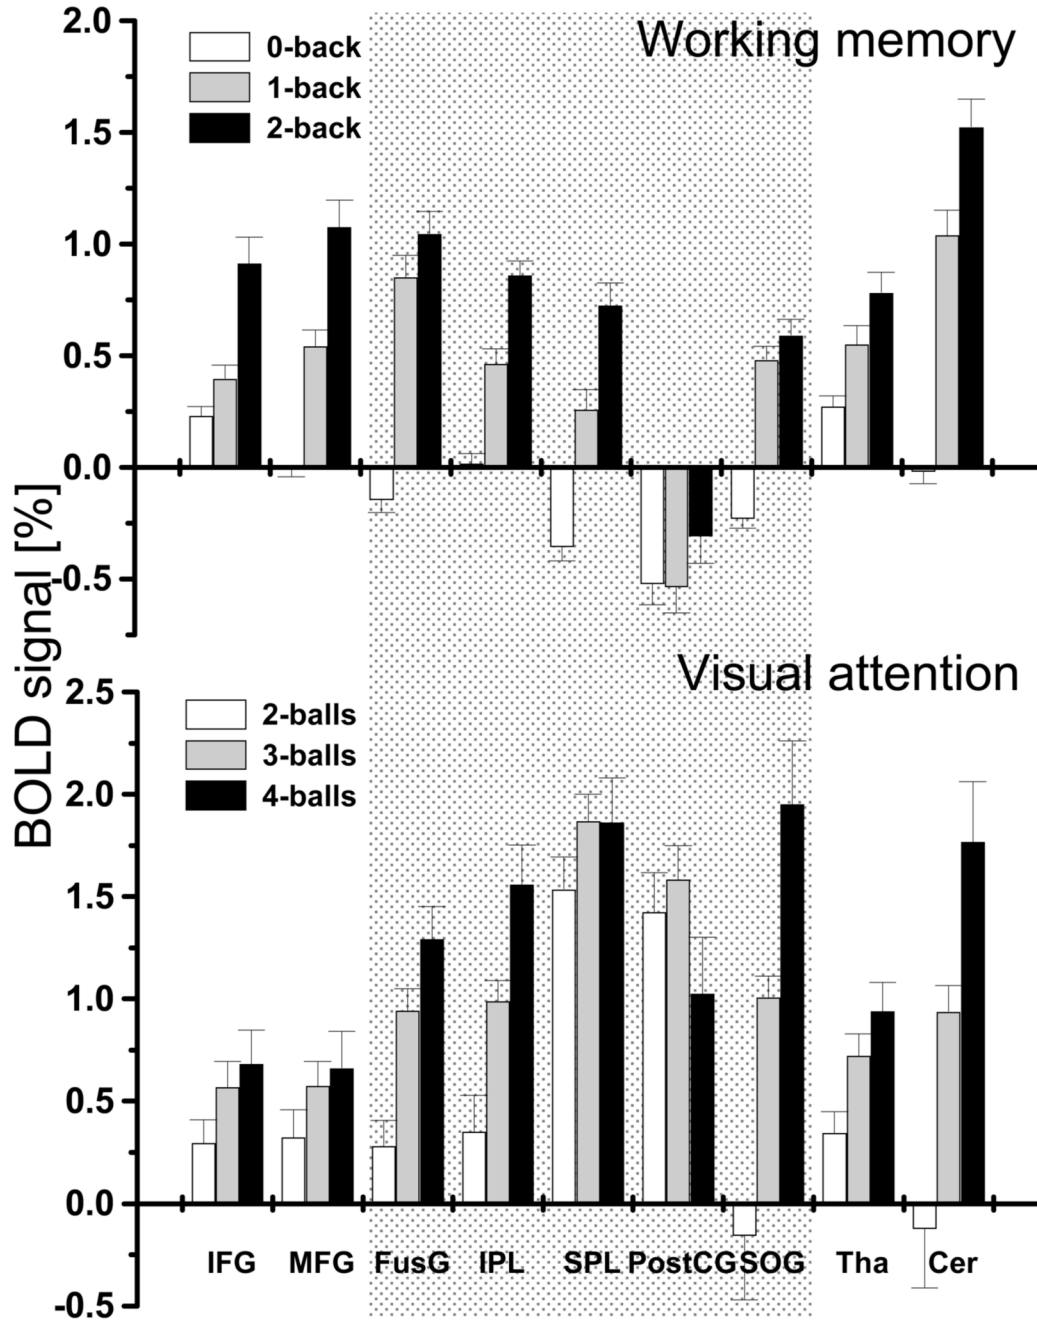 2.0
Working memory
0-back
1-back
2-back
1.5
1.0
0.5
0.0
-0.5
BOLD signal [%]
Visual attention
2.5
2-balls
3-balls
4-balls
2.0
1.5
1.0
0.5
0.0
IFG MFG FusG IPL SPL PostCG SOG Tha Cer
-0.5